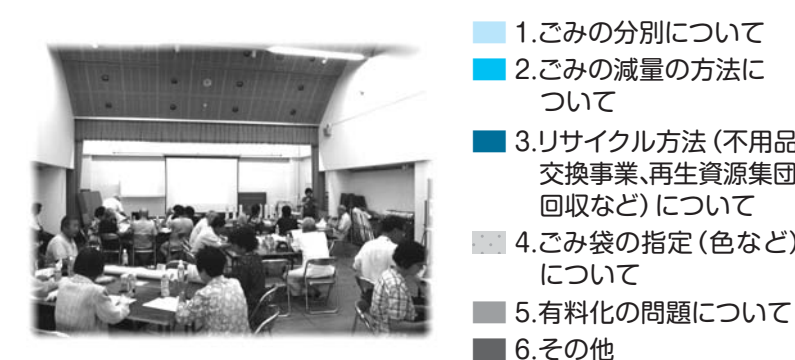 1.ごみの分別について
2.ごみの減量の方法に
ついて
3.リサイクル方法(不用品
交換事業、再生資源集団
回収など)について
4.ごみ袋の指定(色など)
について
5.有料化の問題について
6.その他